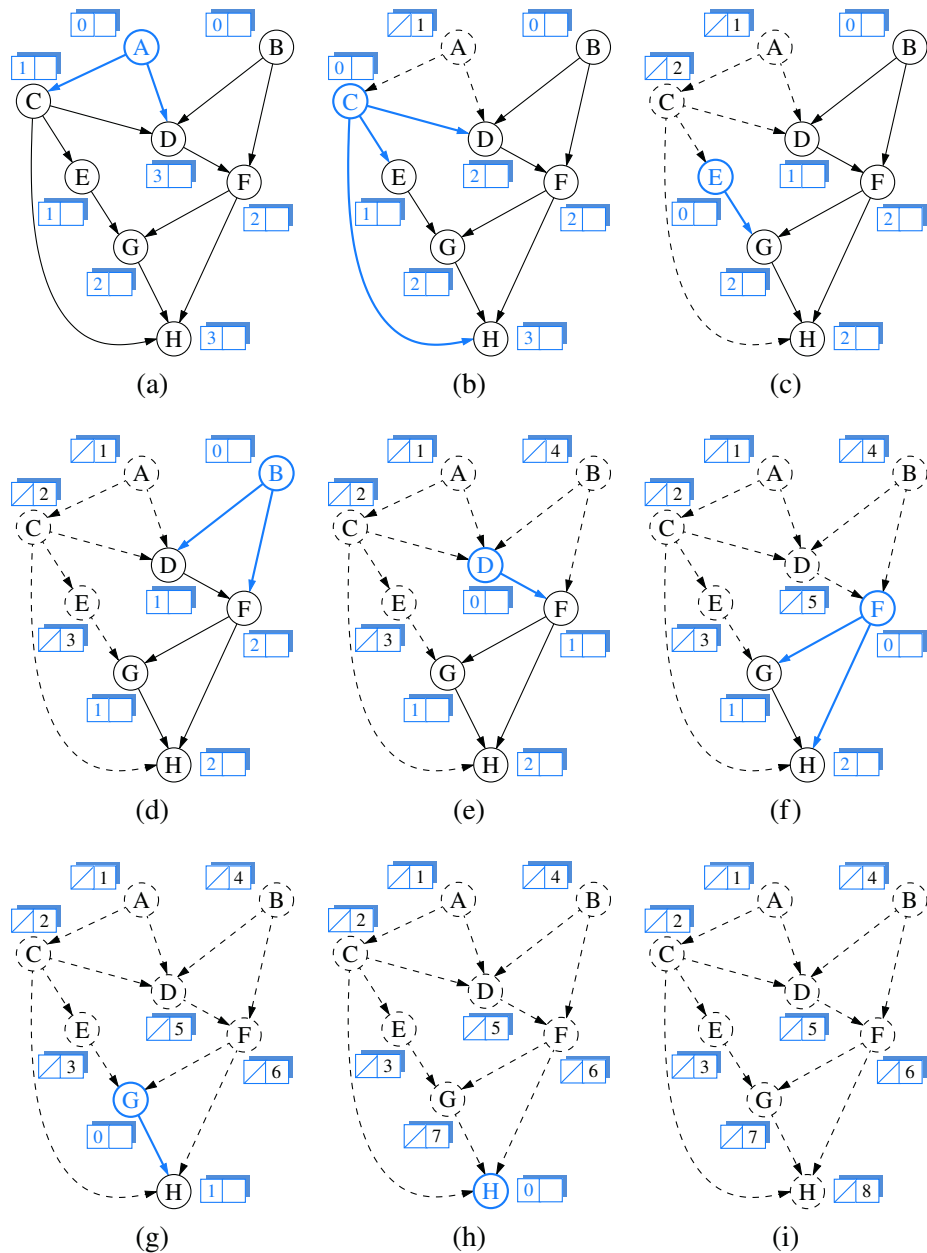 0 0
A B
1
C
D
E 3 F
1 2
G
2
H 3
(a)
1 0
A B
0
C
D
E 2 F
1 2
G
2
H 3
(b)
1 0
A B
2
C
D
E 1 F
0 2
G
2
H 2
(c)
1 0
A B
2
C
D
E 1 F
3 2
G
1
H 2
(d)
1 4
A B
2
C
D
E 0 F
3 1
G
1
H 2
(e)
1 4
A B
2
C
D
E 5 F
3 0
G
1
H 2
(f)
1 4
A B
2
C
D
E 5 F
3 6
G
0
H 1
(g)
1 4
A B
2
C
D
E 5 F
3 6
G
7
H 0
(h)
1 4
A B
2
C
D
E 5 F
3 6
G
7
H 8
(i)